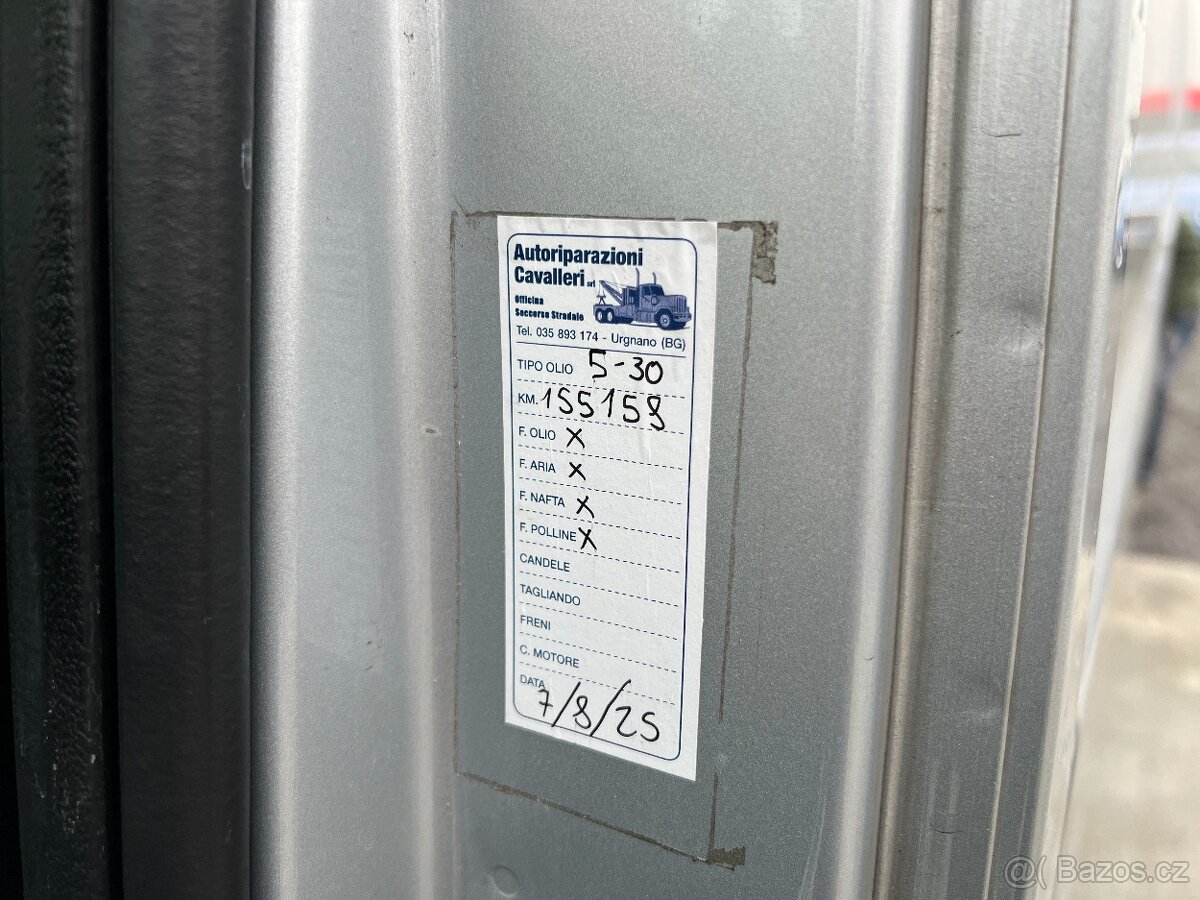 Autoriparazioni
Cavalleri srl
Officina
Soccorso Stradale
Tel. 035 893 174 - Urgnano (BG)
TIPO OLIO 5-30
KM. 155159
F. OLIO X
F. ARIA X
F. NAFTA X
F. POLLINE X
CANDELE
TAGLIANDO
FRENI
C. MOTORE
DATA
7/8/25
@( Bazos.cz